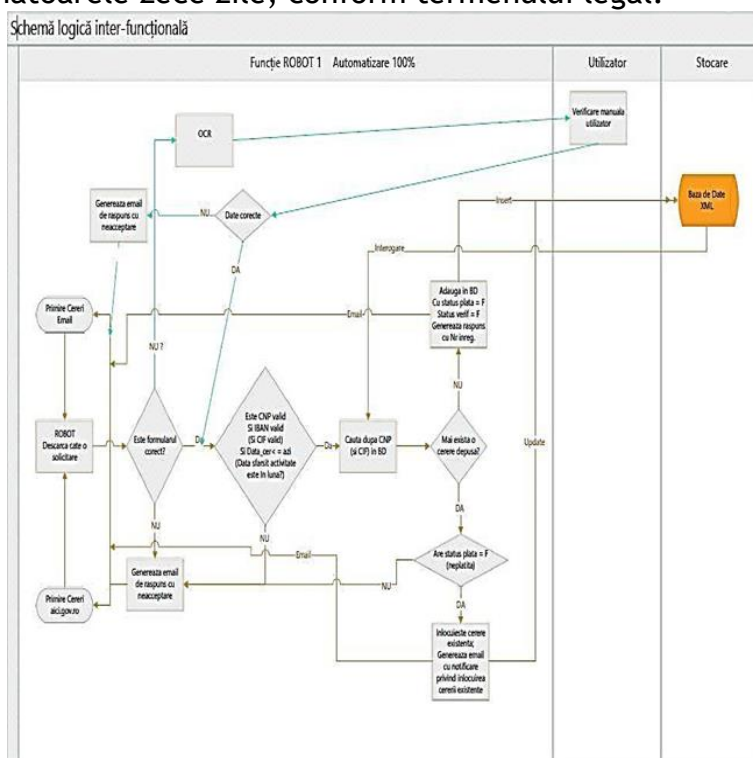 iatoarele zece zile, conform termenului legal.
Schemă logică inter-funcțională
Funcție ROBOT 1 Automatizare 100%
Utilizator
Stocare
OCR
Verificare manuala
utilizator
Genereaza email
de raspuns cu
neacceptare
NU
Date corecte
DA
Insert
Baza de Date
XML
Interogare
Primire Cereri
Email
NU ?
Email
Adauga in BD
Cu status plata = F
Status verif = F
Genereaza raspuns
cu Nr inreg.
NU
Update
ROBOT
Descarca cate o
solicitare
Este formularul
corect?
Da
Este CNP valid
Si IBAN valid
(Si CIF valid)
Si Data_cer< = azi
(Data sfarsit activitate
este in luna?)
Da
Cauta dupa CNP
(si CIF) in BD
Mai exista o
cerere depusa?
DA
NU
NU
Email
Are status plata = F
(neplatita)
NU
DA
Genereaza email
de raspuns cu
neacceptare
Primire Cereri
aici.gov.ro
Inlocuieste cerere
existenta;
Genereaza email
cu notificare
privind inlocuirea
cererii existente